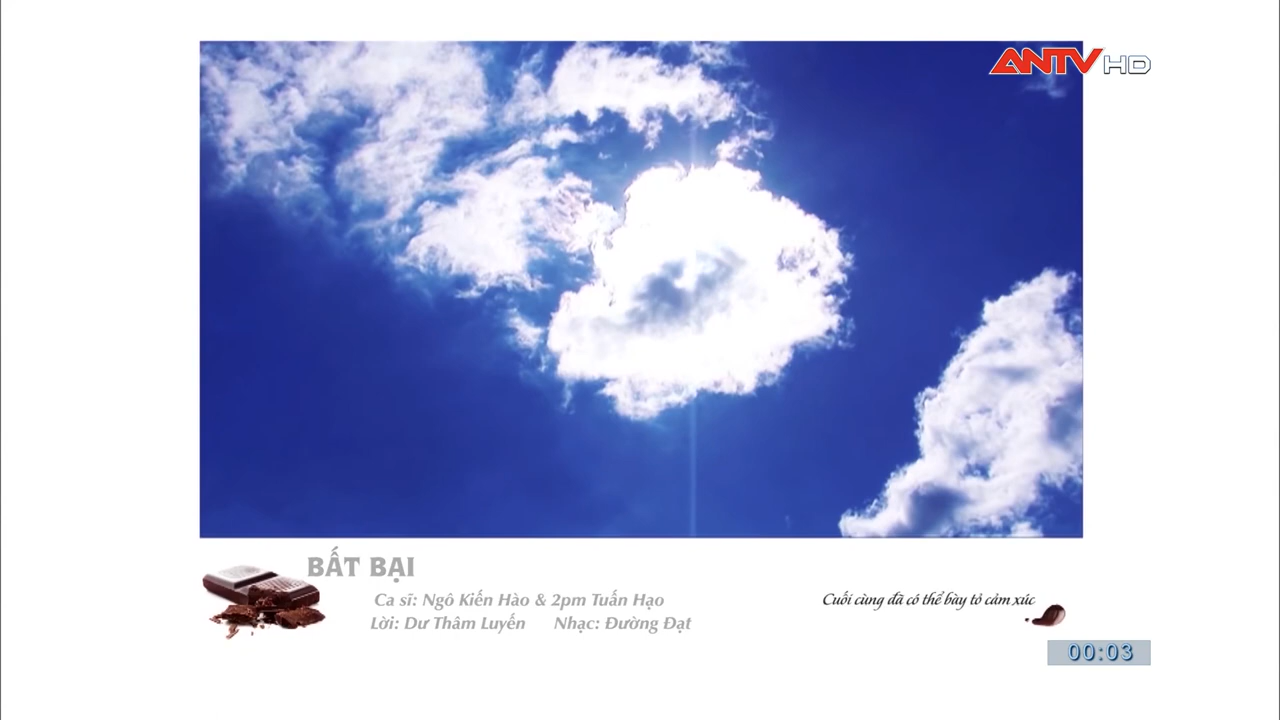 ANTV HD
BẤT BẠI
Ca sĩ: Ngô Kiến Hào & 2pm Tuấn Hạo
Lời: Dư Thâm Luyến Nhạc: Đường Đạt
Cuối cùng đã có thể bày tỏ cảm xúc
00:03